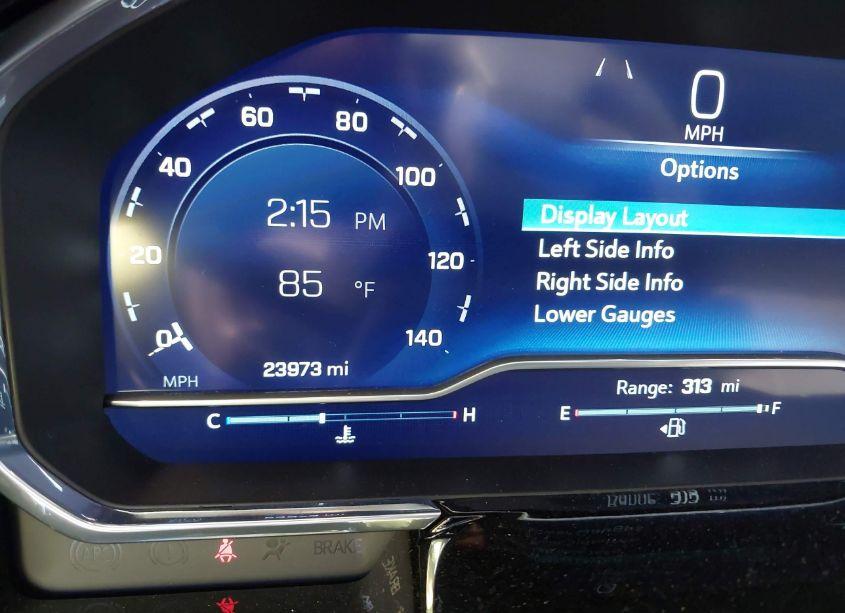 0
MPH
Options
Display Layout
Left Side Info
Right Side Info
Lower Gauges
0
20
40
60
80
100
120
140
2:15 PM
85 °F
23973 mi
MPH
Range: 313 mi
C
H
E
F
BRAKE